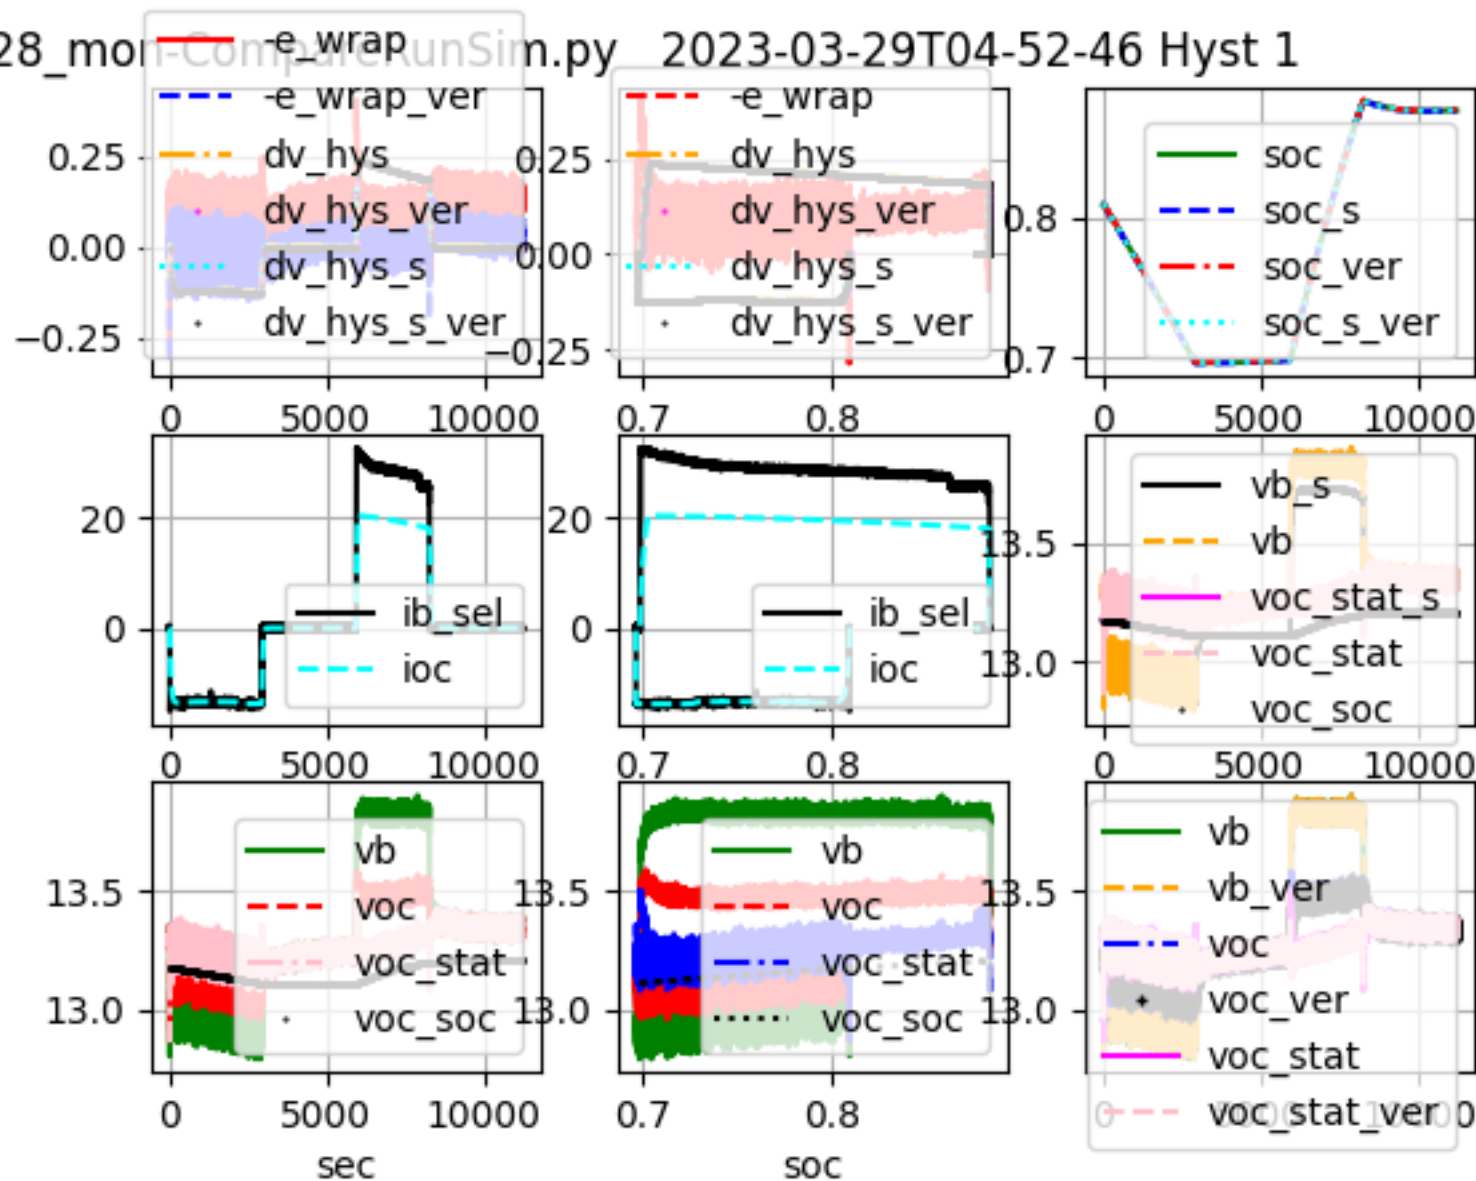 28_mon-CompareRunSim.py   2023-03-29T04-52-46 Hyst 1
-e_wrap
-e_wrap_ver
dv_hys
dv_hys_ver
dv_hys_s
dv_hys_s_ver
0.25
0.00
−0.25
0
5000
10000
-e_wrap
dv_hys
dv_hys_ver
dv_hys_s
dv_hys_s_ver
0.25
0.00
−0.25
0.7
0.8
soc
soc_s
soc_ver
soc_s_ver
0.8
0.7
0
5000
10000
20
0
ib_sel
ioc
0
5000
10000
20
0
ib_sel
ioc
0.7
0.8
vb_s
vb
voc_stat_s
voc_stat
voc_soc
13.5
13.0
0
5000
10000
vb
voc
voc_stat
voc_soc
13.5
13.0
0
5000
10000
sec
vb
voc
voc_stat
voc_soc
13.5
13.0
0.7
0.8
soc
vb
vb_ver
voc
voc_ver
voc_stat
voc_stat_ver
13.5
13.0
0
5000
10000